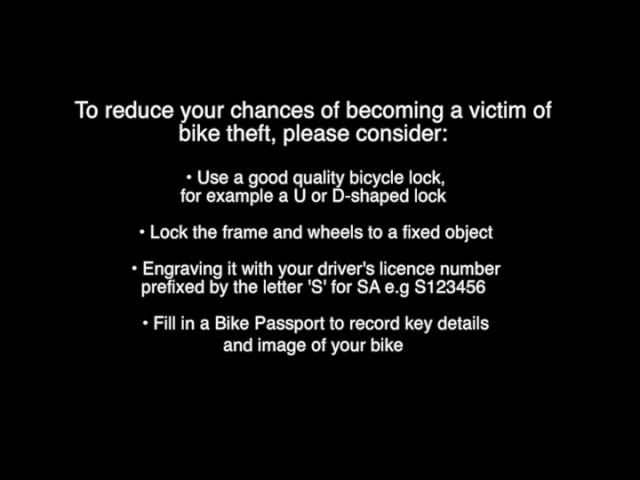 To reduce your chances of becoming a victim of
bike theft, please consider:
• Use a good quality bicycle lock,
for example a U or D-shaped lock
• Lock the frame and wheels to a fixed object
• Engraving it with your driver's licence number
prefixed by the letter 'S' for SA e.g S123456
• Fill in a Bike Passport to record key details
and image of your bike